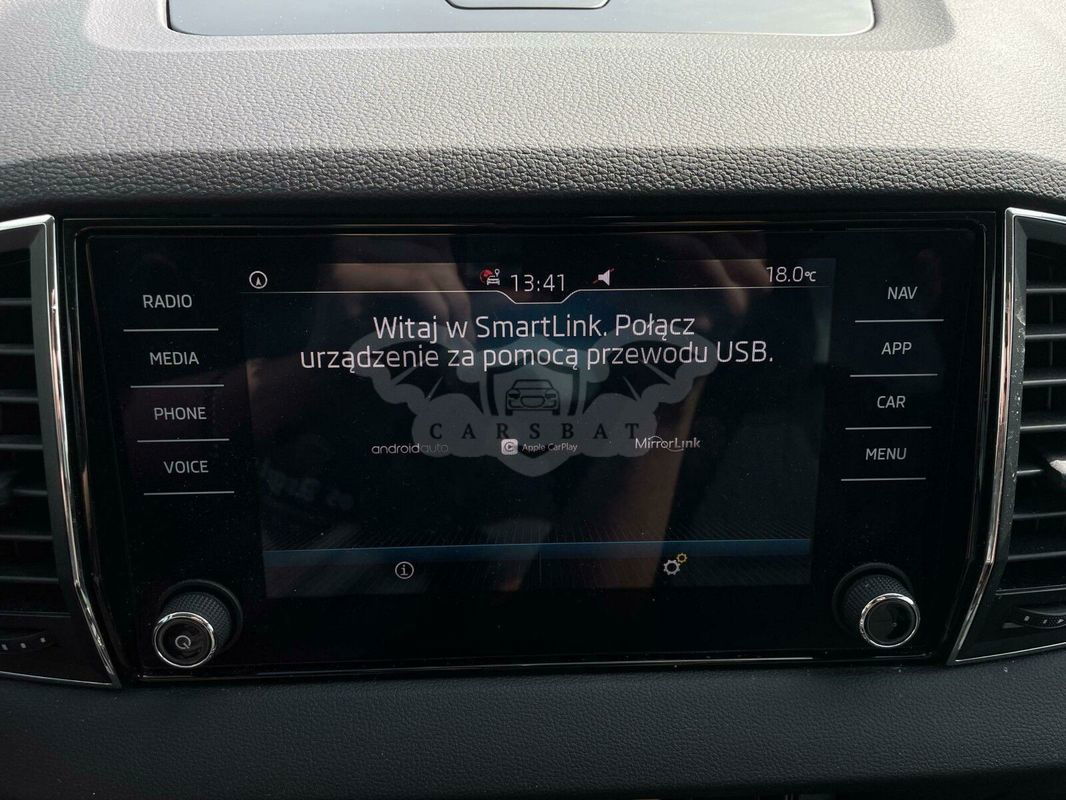 13:41
18.0°C
RADIO
MEDIA
PHONE
VOICE
Witaj w SmartLink. Połącz
urządzenie za pomocą przewodu USB.
CARSBAT
androidauto
Apple CarPlay
MirrorLink
NAV
APP
CAR
MENU